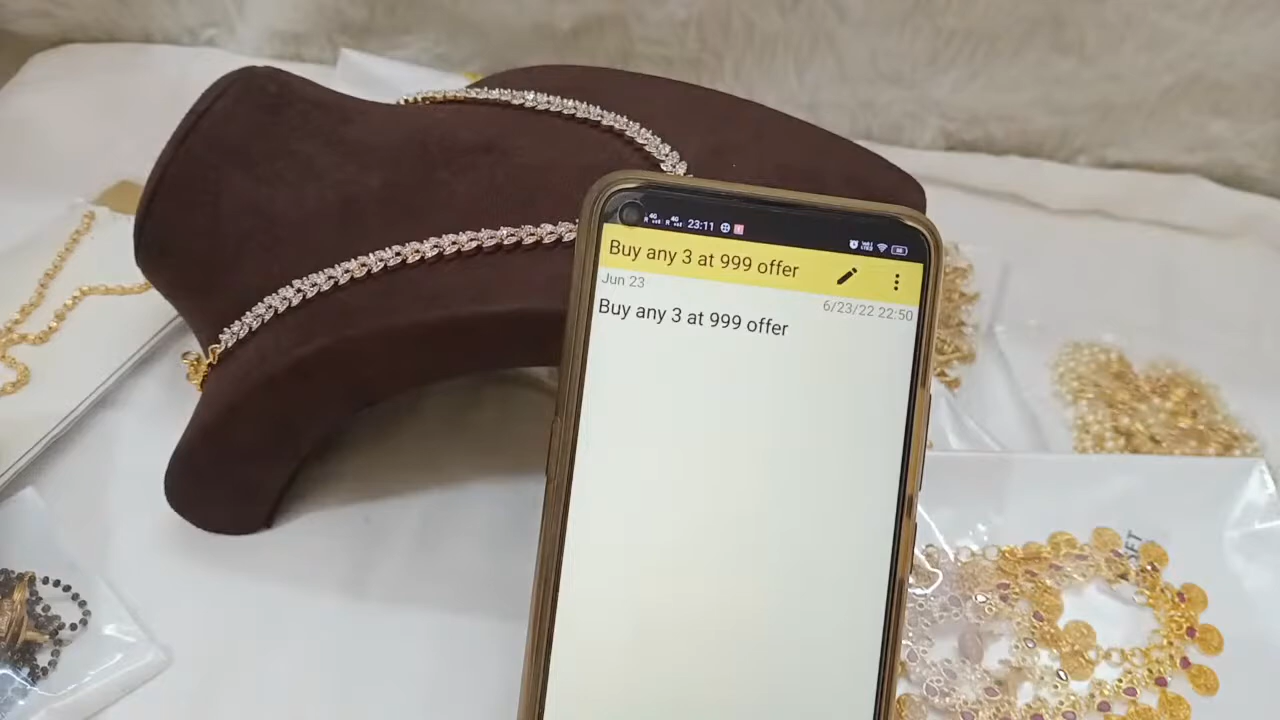 23:11
Buy any 3 at 999 offer
Jun 23
6/23/22 22:50
Buy any 3 at 999 offer
SET